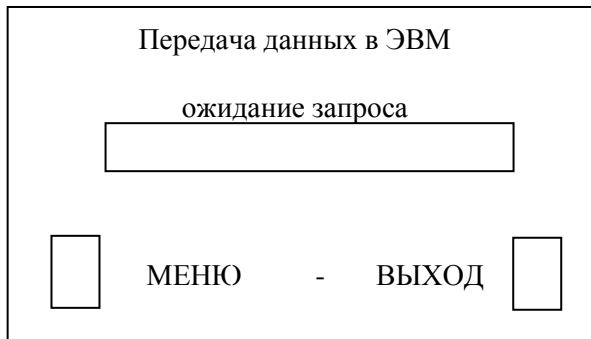 Передача данных в ЭВМ
ожидание запроса
МЕНЮ - ВЫХОД